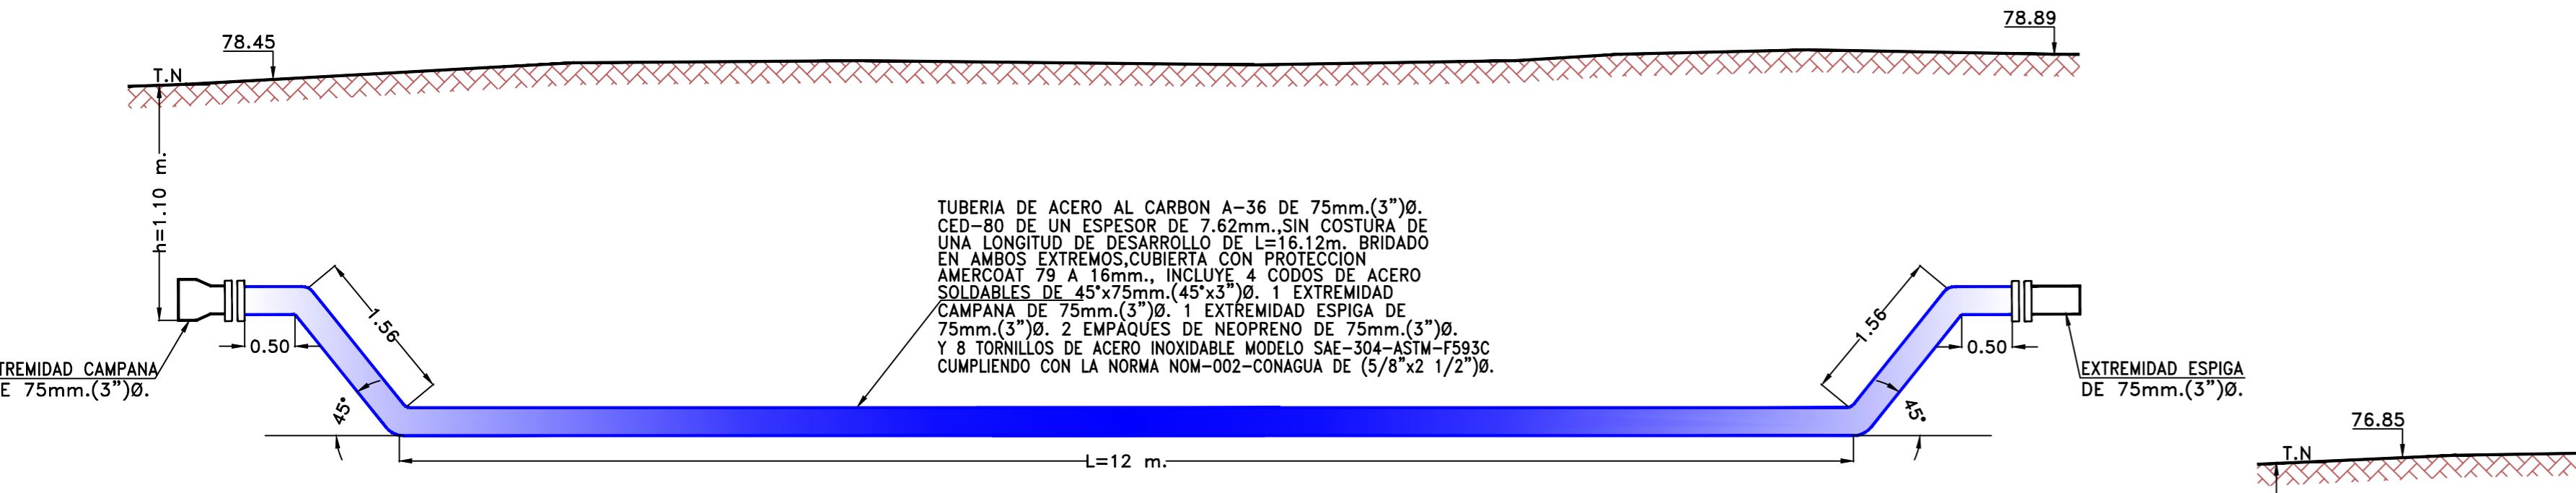 78.89
78.45
T.N
h=1.10 m.
TUBERIA DE ACERO AL CARBON A-36 DE 75mm.(3")Ø.
CED-80 DE UN ESPESOR DE 7.62mm.,SIN COSTURA DE
UNA LONGITUD DE DESARROLLO DE L=16.12m. BRIDADO
EN AMBOS EXTREMOS,CUBIERTA CON PROTECCION
AMERCOAT 79 A 16mm., INCLUYE 4 CODOS DE ACERO
SOLDABLES DE 45°x75mm.(45°x3")Ø. 1 EXTREMIDAD
CAMPANA DE 75mm.(3")Ø. 1 EXTREMIDAD ESPIGA DE
75mm.(3")Ø. 2 EMPAQUES DE NEOPRENO DE 75mm.(3")Ø.
Y 8 TORNILLOS DE ACERO INOXIDABLE MODELO SAE-304-ASTM-F593C
CUMPLIENDO CON LA NORMA NOM-002-CONAGUA DE (5/8"x2 1/2")Ø.
1.56
1.56
0.50
0.50
TREMIDAD CAMPANA
E 75mm.(3")Ø.
EXTREMIDAD ESPIGA
DE 75mm.(3")Ø.
45°
45°
L=12 m.
76.85
T.N